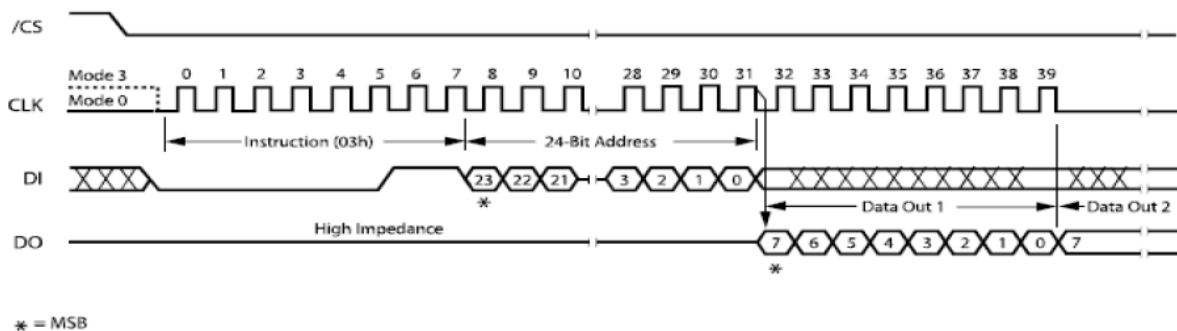 /CS
Mode 3 0 1 2 3 4 5 6 7 8 9 10 28 29 30 31 32 33 34 35 36 37 38 39
CLK Mode 0
Instruction (03h) 24-Bit Address
DI 23 22 21 3 2 1 0
* Data Out 1 Data Out 2
High Impedance
DO 7 6 5 4 3 2 1 0 7
*
* = MSB